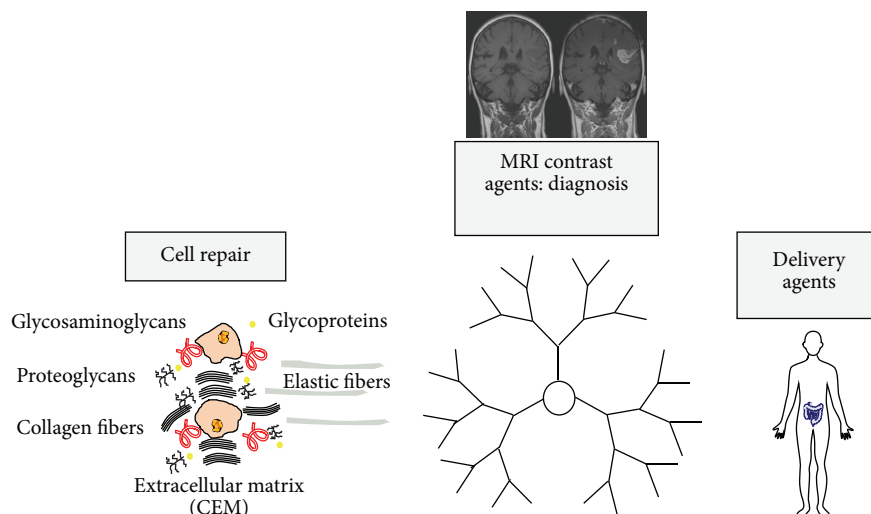 MRI contrast
agents: diagnosis
Cell repair
Delivery
agents
Glycosaminoglycans
Glycoproteins
Proteoglycans
Elastic fibers
Collagen fibers
Extracellular matrix
(CEM)